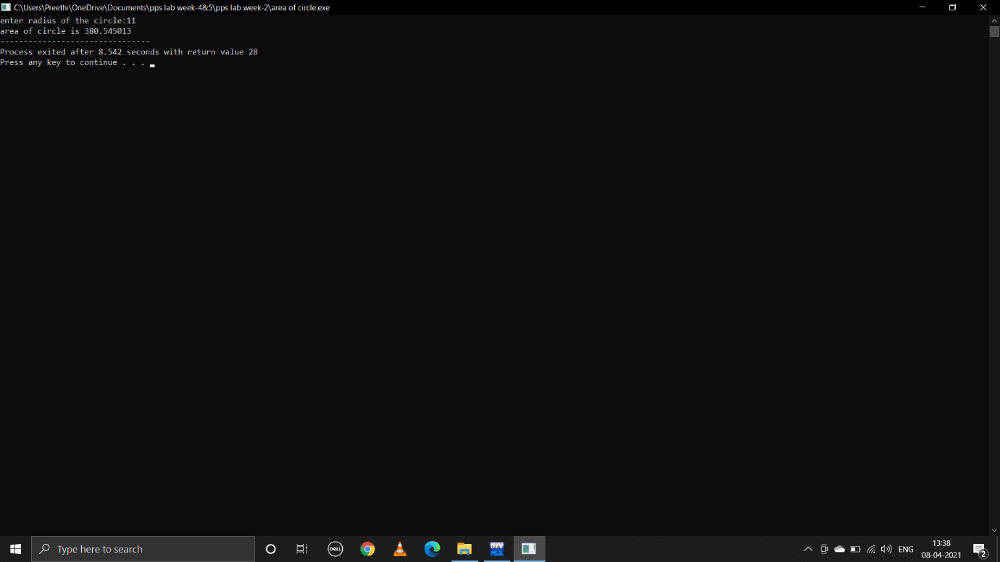 C:\Users\Preethi\OneDrive\Documents\pps lab week-4&5\pps lab week-2\area of circle.exe
enter radius of the circle:11
area of circle is 380.545013
--------------------------------
Process exited after 8.542 seconds with return value 28
Press any key to continue . . .
Type here to search
DELL
DEV
ENG
13:38
08-04-2021
2